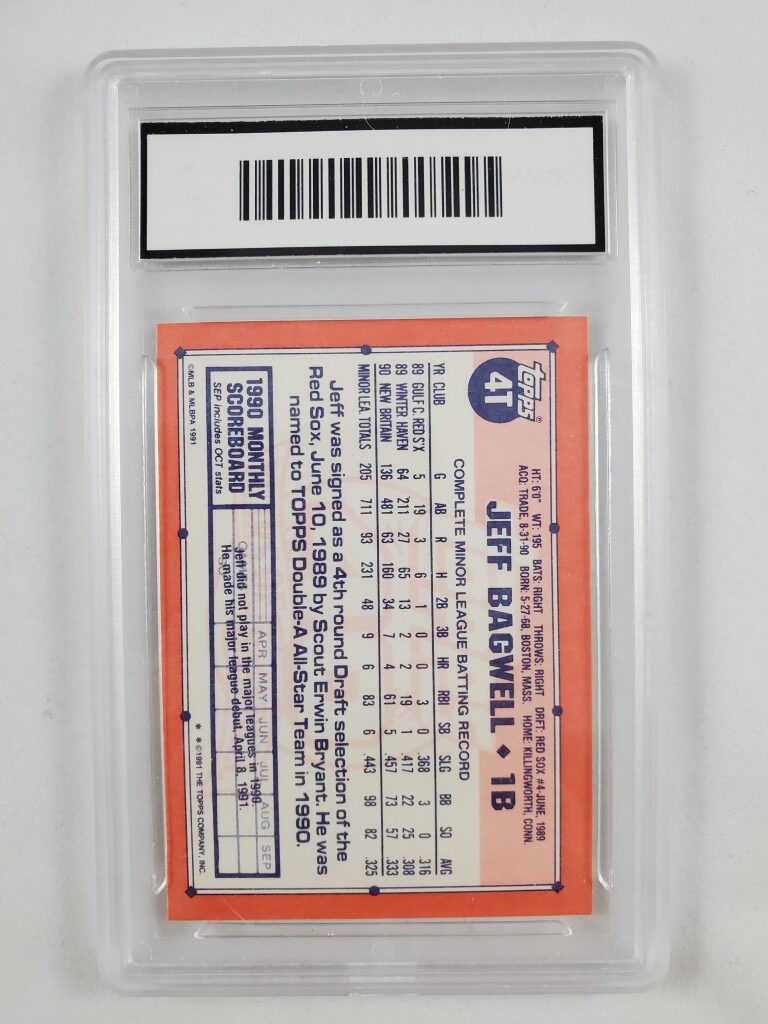 topps®
4T
HT: 6'0" WT: 195 BATS: RIGHT THROWS: RIGHT DRFT: RED SOX #4-JUNE, 1989
ACQ: TRADE, 8-31-90 BORN: 5-27-68, BOSTON, MASS. HOME: KILLINGWORTH, CONN.
JEFF BAGWELL ♦ 1B
COMPLETE MINOR LEAGUE BATTING RECORD
YR CLUB G AB R H 2B 3B HR RBI SB SLG BB SO AVG
89 GULF C. RED S'X 5 19 3 6 1 0 0 3 0 .368 3 0 .316
89 WINTER HAVEN 64 211 27 65 13 2 2 19 1 .417 22 25 .308
90 NEW BRITAIN 136 481 63 160 34 7 4 61 5 .457 73 57 .333
MINOR LEA. TOTALS 205 711 93 231 48 9 6 83 6 .443 98 82 .325
Jeff was signed as a 4th round Draft selection of the
Red Sox, June 10, 1989 by Scout Erwin Bryant. He was
named to TOPPS Double-A All-Star Team in 1990.
1990 MONTHLY
SCOREBOARD
SEP includes OCT stats
APR MAY JUN JUL AUG SEP
Jeff did not play in the major leagues in 1990.
He made his major league debut, April 8, 1991.
©MLB & MLBPA 1991
* * ©1991 THE TOPPS COMPANY, INC.